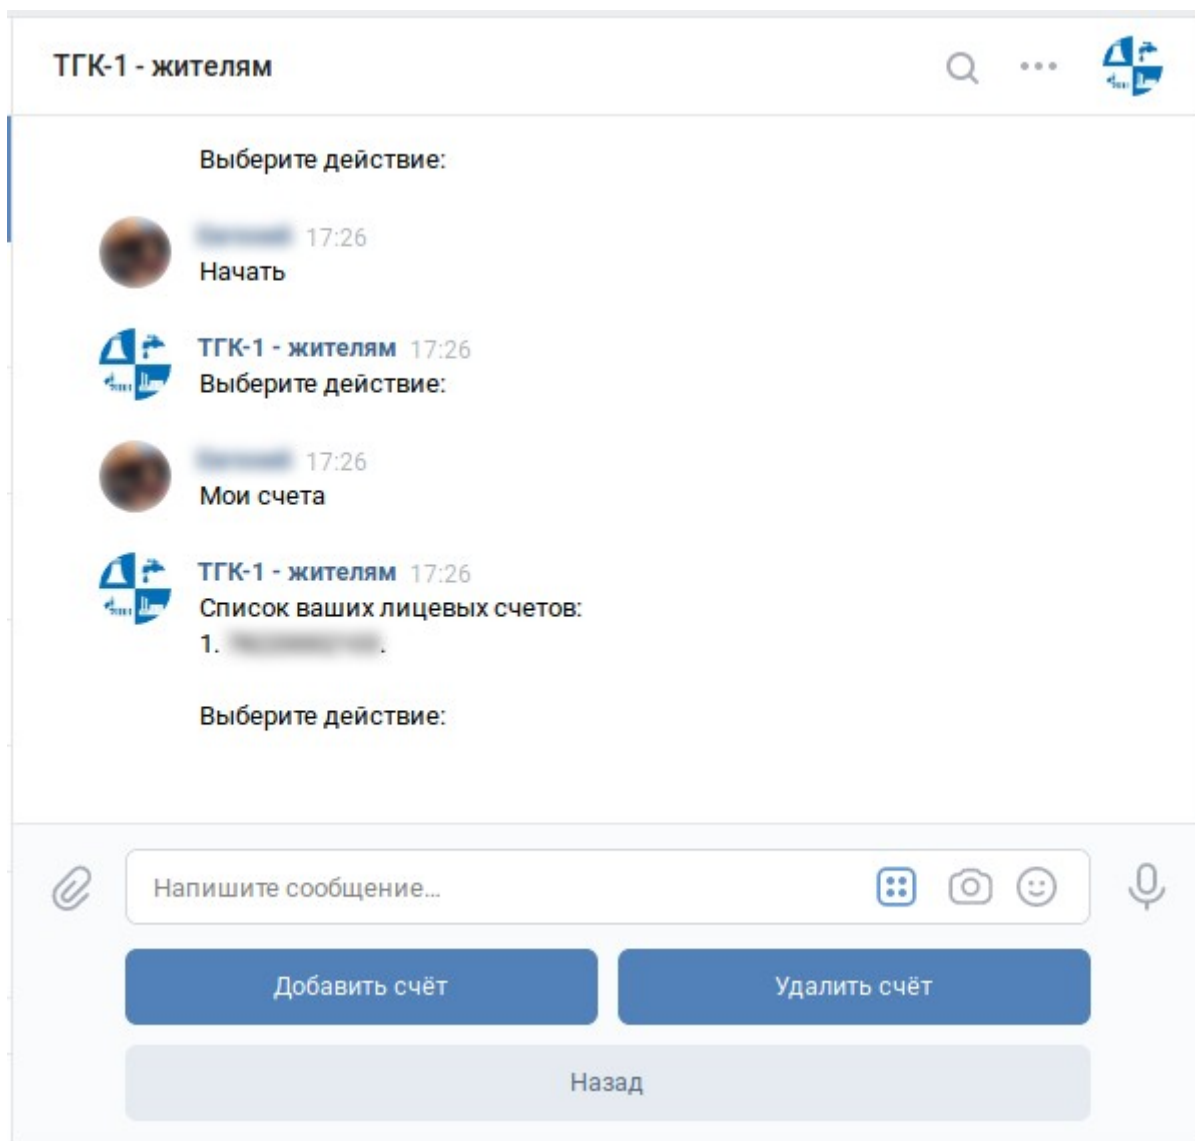 ТГК-1 - жителям
Выберите действие:
17:26
Начать
ТГК-1 - жителям 17:26
Выберите действие:
17:26
Мои счета
ТГК-1 - жителям 17:26
Список ваших лицевых счетов:
1. .
Выберите действие:
Напишите сообщение...
Добавить счёт
Удалить счёт
Назад